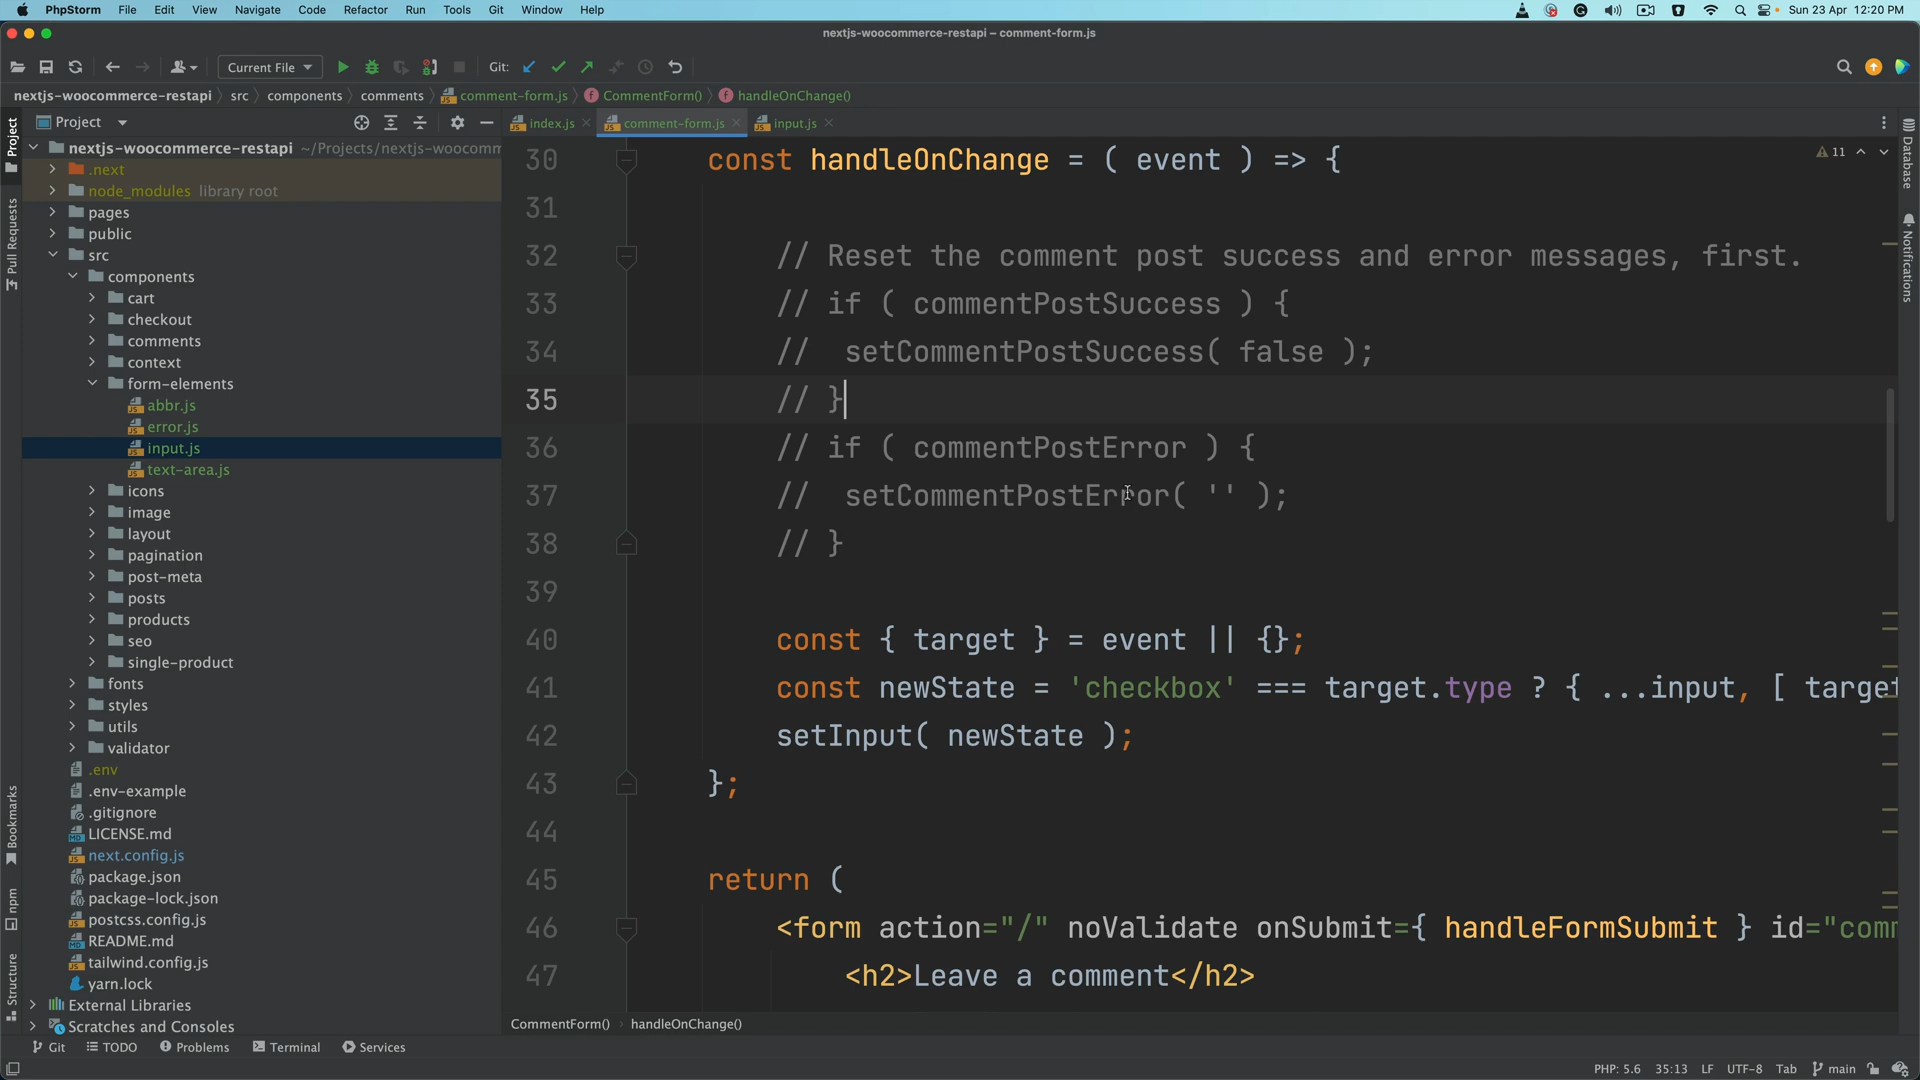 PhpStorm File Edit View Navigate Code Refactor Run Tools Git Window Help Sun 23 Apr 12:20 PM
nextjs-woocommerce-restapi – comment-form.js
Current File Git:
nextjs-woocommerce-restapi src components comments comment-form.js CommentForm() handleOnChange()
Project
index.js comment-form.js input.js
nextjs-woocommerce-restapi ~/Projects/nextjs-woocomm
.next
node_modules library root
pages
public
src
components
cart
checkout
comments
context
form-elements
abbr.js
error.js
input.js
text-area.js
icons
image
layout
pagination
post-meta
posts
products
seo
single-product
fonts
styles
utils
validator
.env
.env-example
.gitignore
LICENSE.md
next.config.js
package.json
package-lock.json
postcss.config.js
README.md
tailwind.config.js
yarn.lock
External Libraries
Scratches and Consoles
Project
Pull Requests
Bookmarks
npm
Structure
11
30 const handleOnChange = ( event ) => {
31
32 // Reset the comment post success and error messages, first.
33 // if ( commentPostSuccess ) {
34 // setCommentPostSuccess( false );
35 // }
36 // if ( commentPostError ) {
37 // setCommentPostError( '' );
38 // }
39
40 const { target } = event || {};
41 const newState = 'checkbox' === target.type ? { ...input, [ target
42 setInput( newState );
43 };
44
45 return (
46 <form action="/" noValidate onSubmit={ handleFormSubmit } id="comm
47 <h2>Leave a comment</h2>
Database
Notifications
CommentForm() handleOnChange()
Git TODO Problems Terminal Services
PHP: 5.6 35:13 LF UTF-8 Tab main